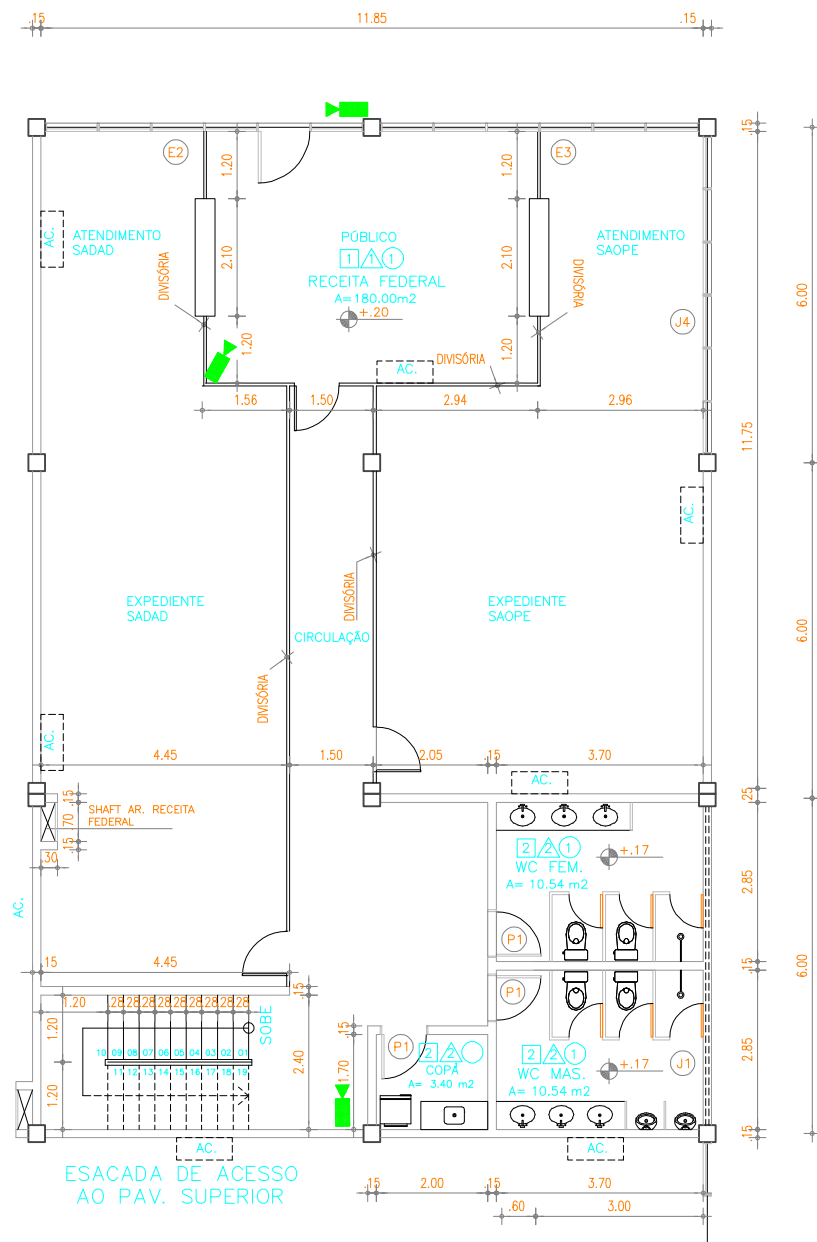 .15
11.85
.15
E2
E3
.15
1.20
1.20
AC.
ATENDIMENTO
SADAD
PÚBLICO
1 1 1
RECEITA FEDERAL
A=180.00m2
+.20
ATENDIMENTO
SAOPE
2.10
2.10
DIVISÓRIA
DIVISÓRIA
6.00
J4
1.20
1.20
AC.
DIVISÓRIA
1.56
1.50
2.94
2.96
11.75
AC.
EXPEDIENTE
SADAD
DIVISÓRIA
EXPEDIENTE
SAOPE
CIRCULAÇÃO
6.00
DIVISÓRIA
AC.
4.45
1.50
2.05
.15
3.70
AC.
.25
.15
.70
.15
SHAFT AR. RECEITA
FEDERAL
.30
2 2 1
WC FEM.
A= 10.54 m2
+.17
2.85
AC.
P1
.15
4.45
.15
6.00
P1
.15
1.20
.28 .28 .28 .28 .28 .28 .28 .28 .28
SOBE
1.20
10 09 08 07 06 05 04 03 02 01
11 12 13 14 15 16 17 18 19
1.20
2.40
.15
1.70
P1
2 2
COPA
A= 3.40 m2
2 2 1
WC MAS.
A= 10.54 m2
+.17
J1
2.85
.15
AC.
AC.
ESACADA DE ACESSO
AO PAV. SUPERIOR
.15
2.00
.15
3.70
.60
3.00